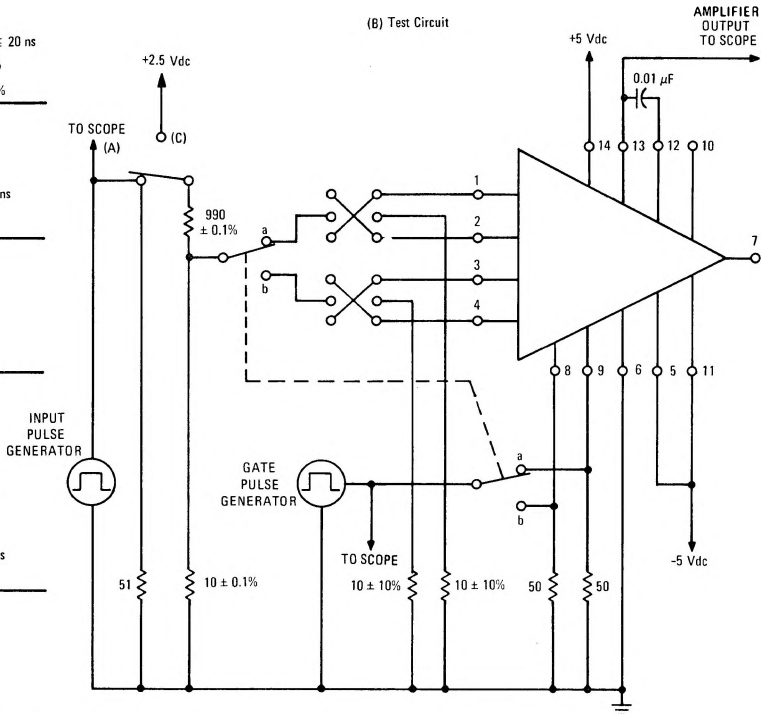 (B) Test Circuit
AMPLIFIER
OUTPUT
TO SCOPE
20 ns
%
ns
s
+2.5 Vdc
+5 Vdc
0.01 μF
TO SCOPE
(A)
(C)
14
13
12
10
990
± 0.1%
a
b
1
2
3
4
7
8
9
6
5
11
INPUT
PULSE
GENERATOR
GATE
PULSE
GENERATOR
a
b
TO SCOPE
-5 Vdc
51
10 ± 0.1%
10 ± 10%
10 ± 10%
50
50